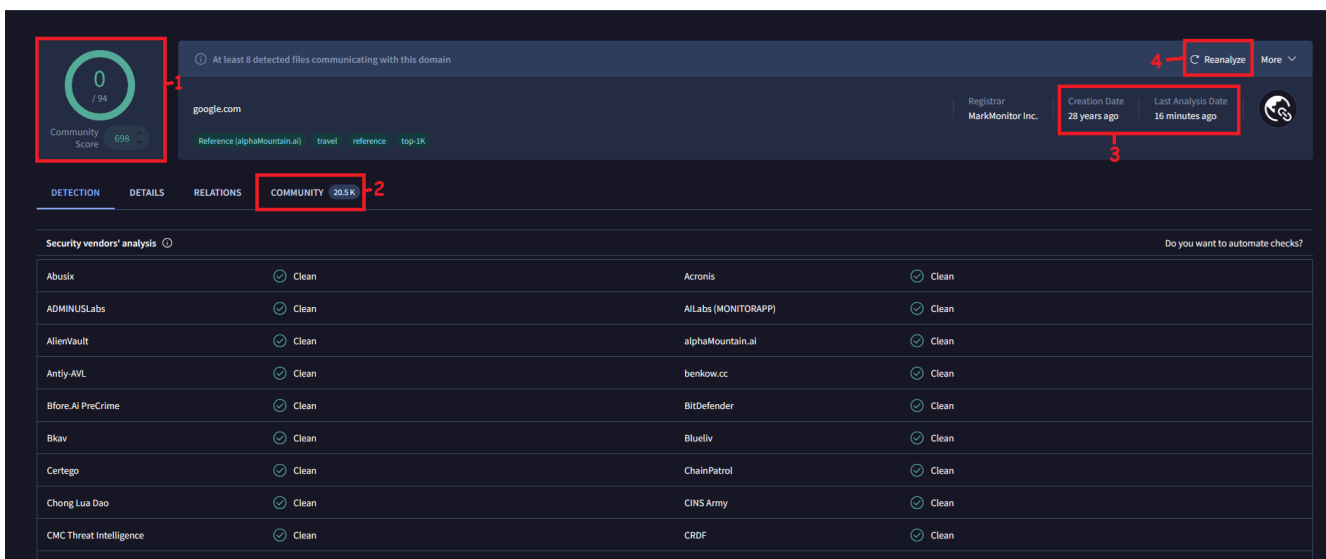 0
/ 94
Community Score
698
1
At least 8 detected files communicating with this domain
4
Reanalyze
More
google.com
Registrar
MarkMonitor Inc.
Creation Date
28 years ago
Last Analysis Date
16 minutes ago
3
Reference (alphaMountain.ai) travel reference top-1K
DETECTION DETAILS RELATIONS COMMUNITY 20.5 K 2
Security vendors' analysis Do you want to automate checks?
Abusix Clean Acronis Clean
ADMINUSLabs Clean AILabs (MONITORAPP) Clean
AlienVault Clean alphaMountain.ai Clean
Antiy-AVL Clean benkow.cc Clean
Bfore.Ai PreCrime Clean BitDefender Clean
Bkav Clean Blueliv Clean
Certego Clean ChainPatrol Clean
Chong Lua Dao Clean CINS Army Clean
CMC Threat Intelligence Clean CRDF Clean